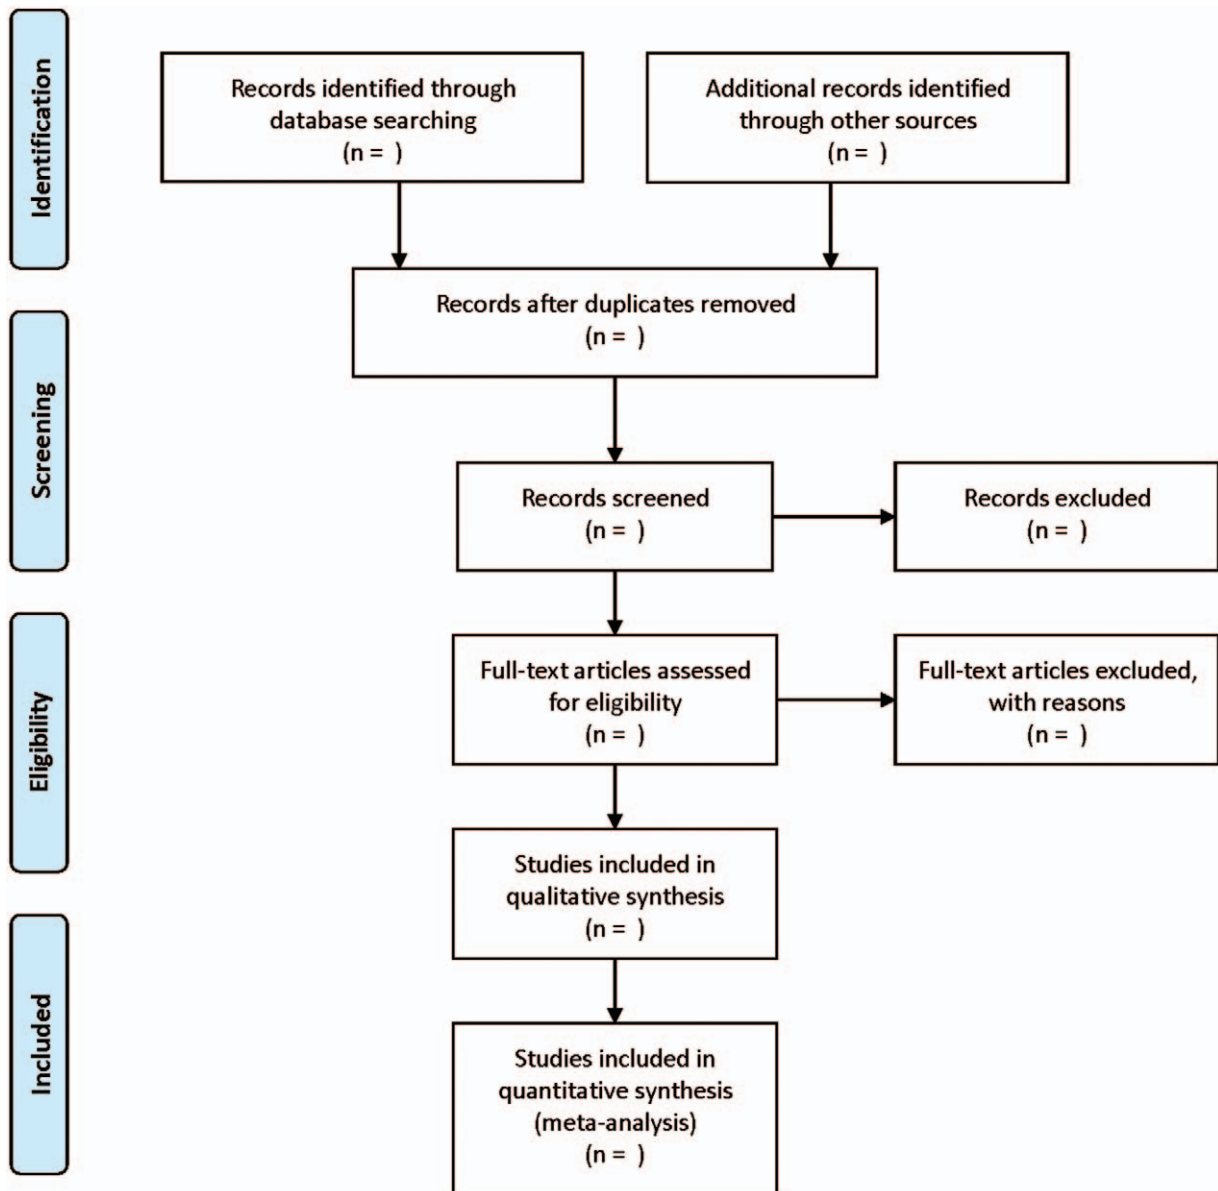 Identification
Records identified through
database searching
(n =  )
Additional records identified
through other sources
(n =  )
Records after duplicates removed
(n =  )
Screening
Records screened
(n =  )
Records excluded
(n =  )
Eligibility
Full-text articles assessed
for eligibility
(n =  )
Full-text articles excluded,
with reasons
(n =  )
Studies included in
qualitative synthesis
(n =  )
Included
Studies included in
quantitative synthesis
(meta-analysis)
(n =  )